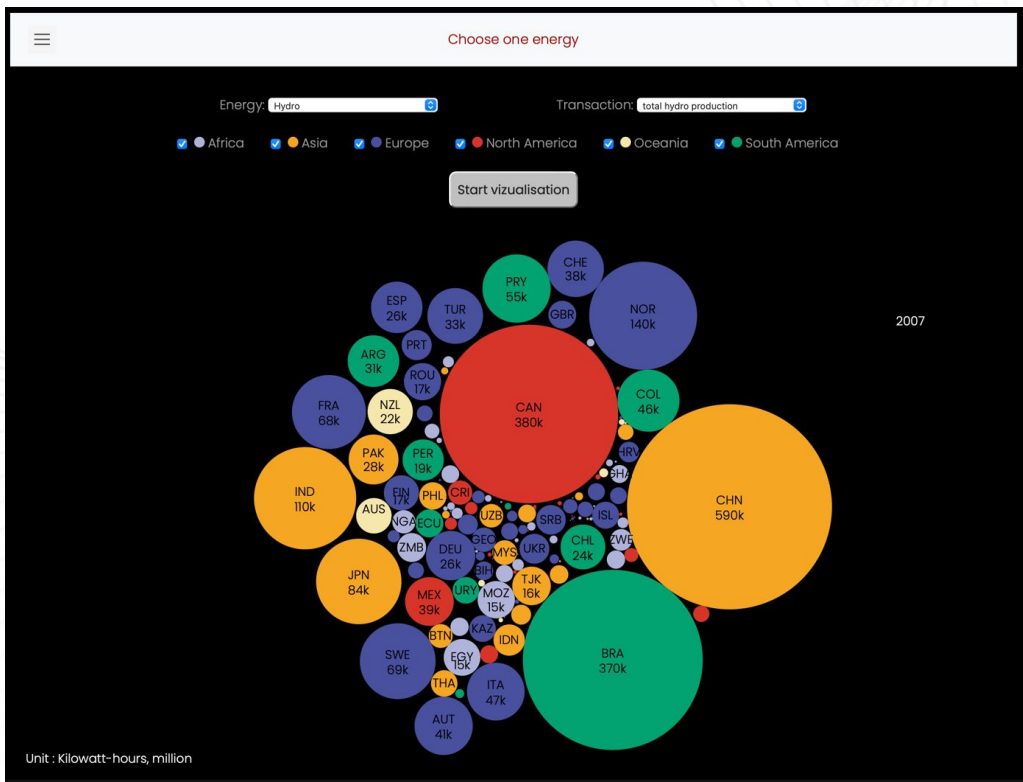 Choose one energy
Energy: Hydro
Transaction: total hydro production
Africa
Asia
Europe
North America
Oceania
South America
Start vizualisation
CHE
38k
PRY
55k
ESP
26k
TUR
33k
GBR
NOR
140k
2007
PRT
ARG
31k
ROU
17k
FRA
68k
NZL
22k
CAN
380k
COL
46k
PAK
28k
PER
19k
HRV
GHA
IND
110k
FIN
17k
PHL
CRI
CHN
590k
AUS
NGA
ECU
UZB
SRB
ISL
ZMB
DEU
26k
GEO
MYS
UKR
CHL
24k
ZWE
JPN
84k
BIH
MEX
39k
URY
MOZ
15k
TJK
16k
BTN
KAZ
IDN
SWE
69k
EGY
15k
BRA
370k
THA
ITA
47k
AUT
41k
Unit : Kilowatt-hours, million